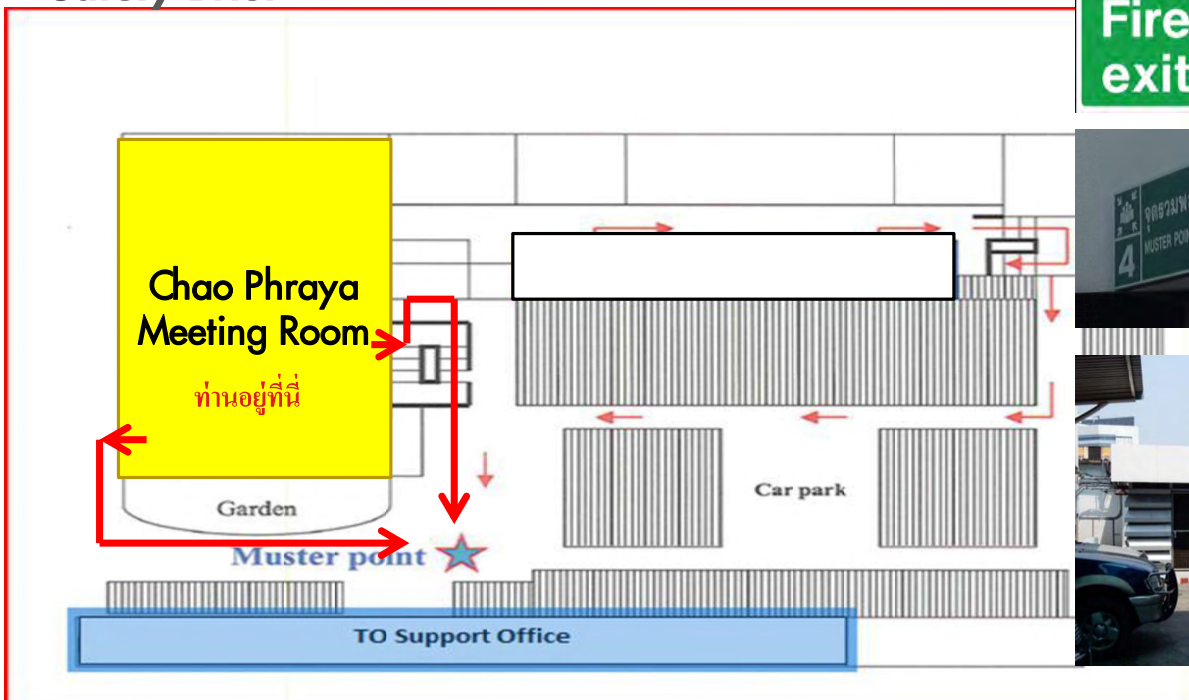 Fire
exit
4
MUSTER POIN
Chao Phraya
Meeting Room
ท่านอยู่ที่นี่
Garden
Car park
Muster point
TO Support Office